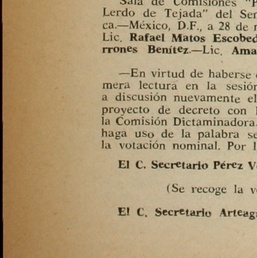 Sala de Comisiones "
Lerdo de Tejada" del Sen
ca.—México, D.F., a 28 de
Lic. Rafael Matos Escobed
rrones Benítez.—Lic. Ama
—En virtud de haberse
mera lectura en la sesión
a discusión nuevamente el
proyecto de decreto con
la Comisión Dictaminadora.
haga uso de la palabra se
la votación nominal. Por
El C. Secretario Pérez V
(Se recoge la v
El C. Secretario Arteag